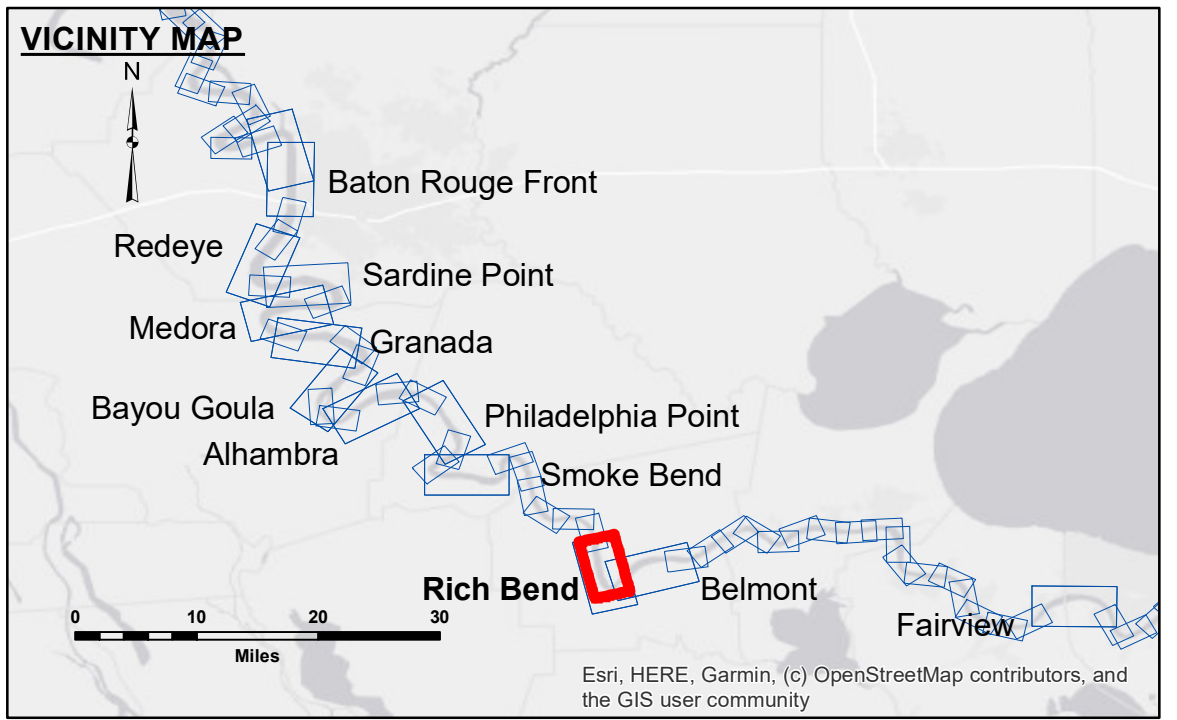 VICINITY MAP
N
Baton Rouge Front
Redeye
Sardine Point
Medora
Granada
Bayou Goula
Philadelphia Point
Alhambra
Smoke Bend
Rich Bend
Belmont
Fairview
0 10 20 30
Miles
Esri, HERE, Garmin, (c) OpenStreetMap contributors, and
the GIS user community